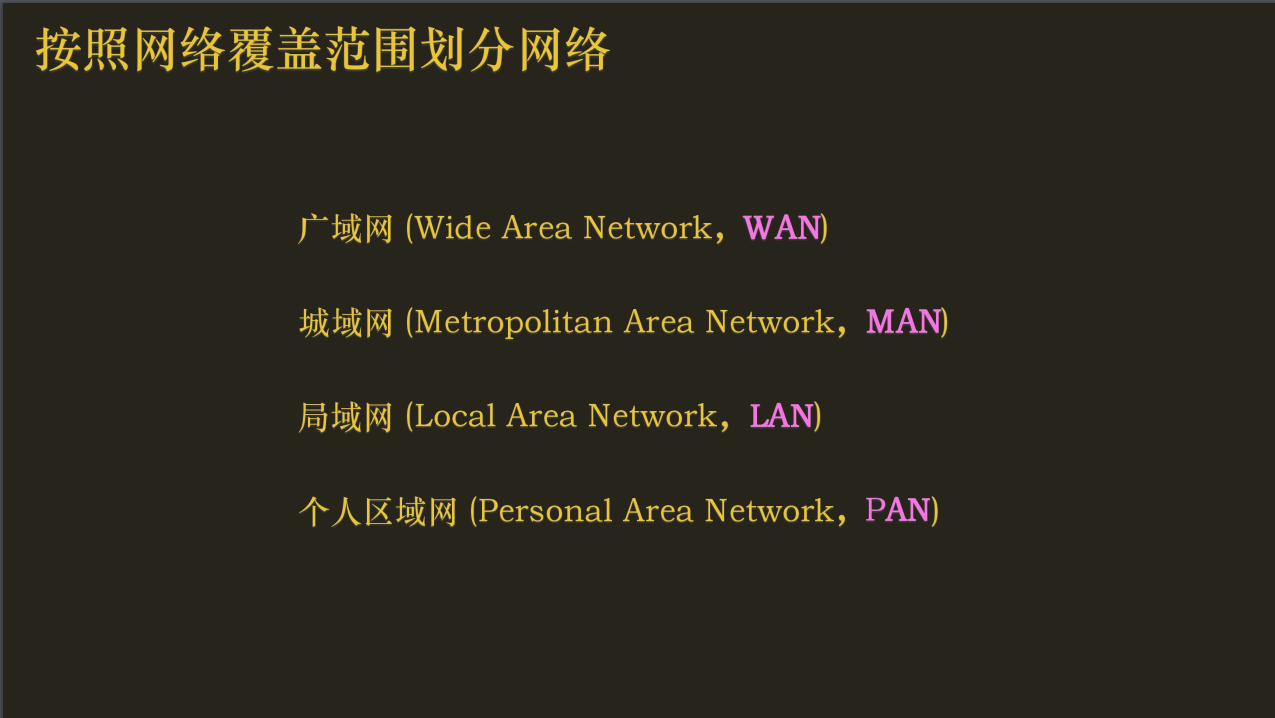 按照网络覆盖范围划分网络
广域网 (Wide Area Network，WAN)
城域网 (Metropolitan Area Network，MAN)
局域网 (Local Area Network，LAN)
个人区域网 (Personal Area Network，PAN)